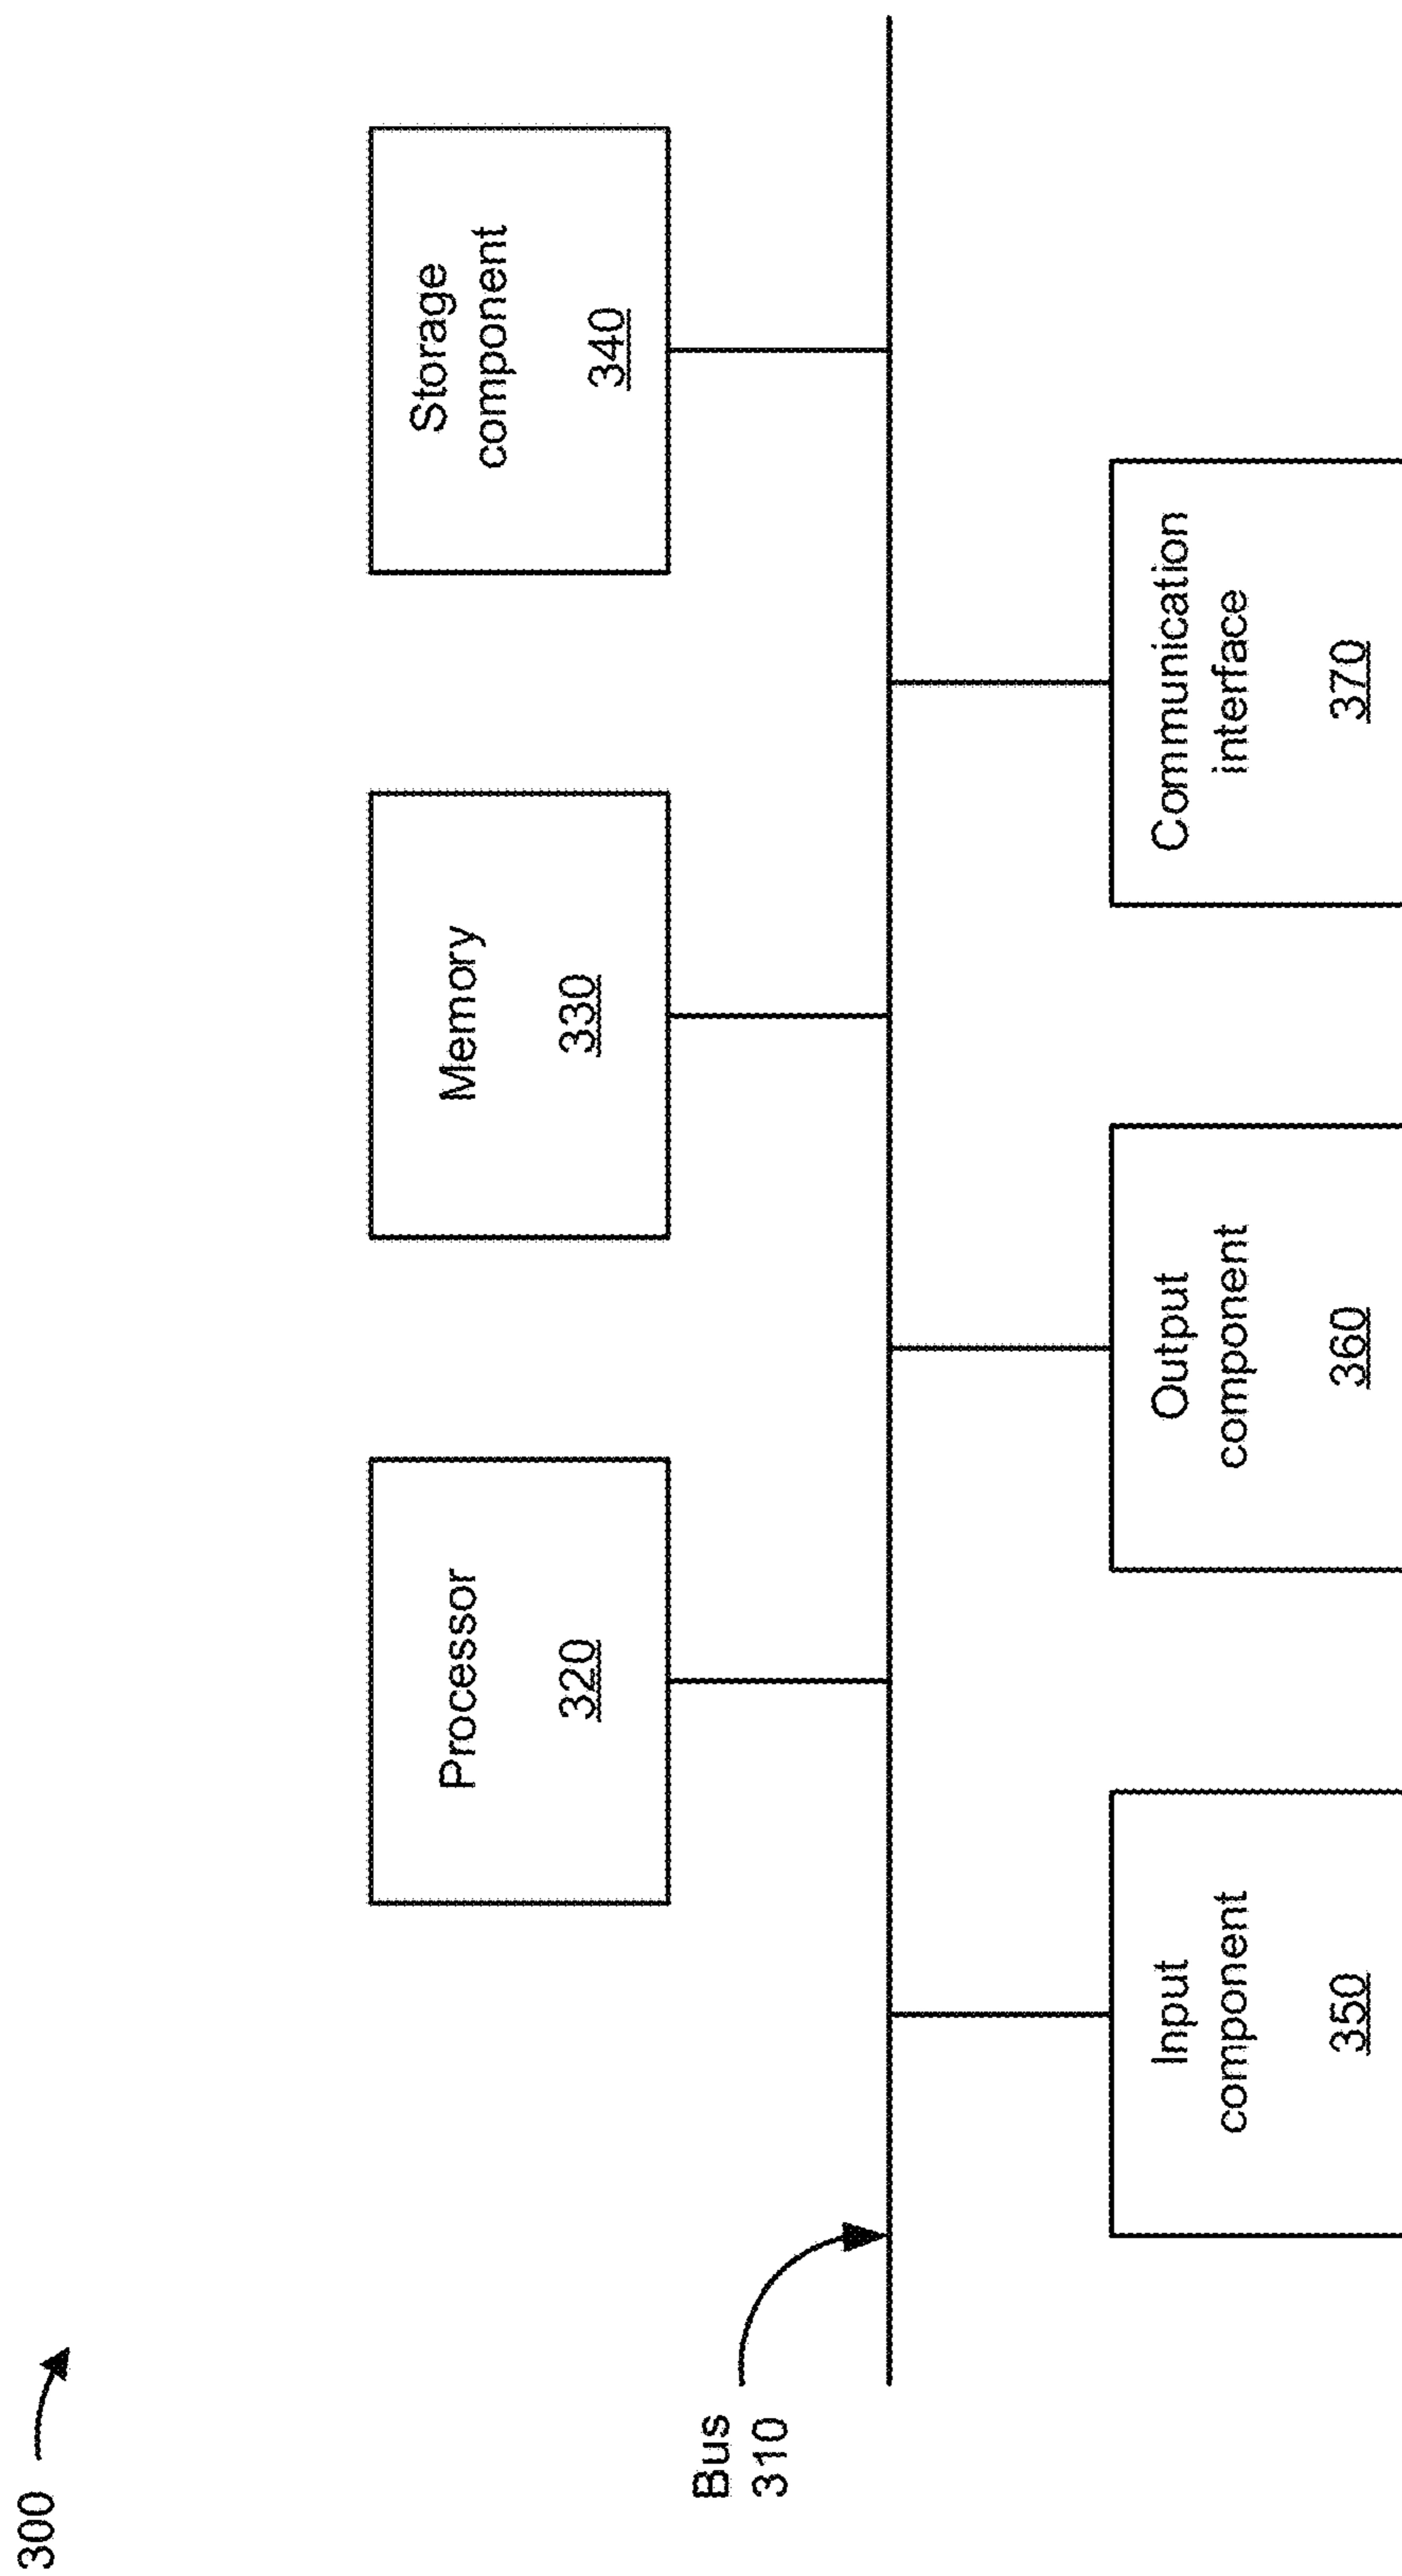 300
Processor
320
Memory
330
Storage
component
340
Bus
310
Input
component
350
Output
component
360
Communication
interface
370